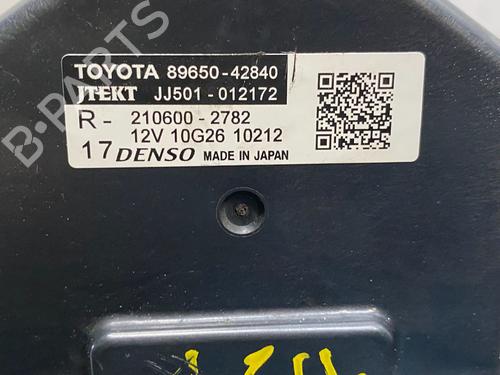 TOYOTA 89650-42840
JTEKT JJ501-012172
R- 210600-2782
12V 10G26 10212
17 DENSO MADE IN JAPAN
B-PARTS